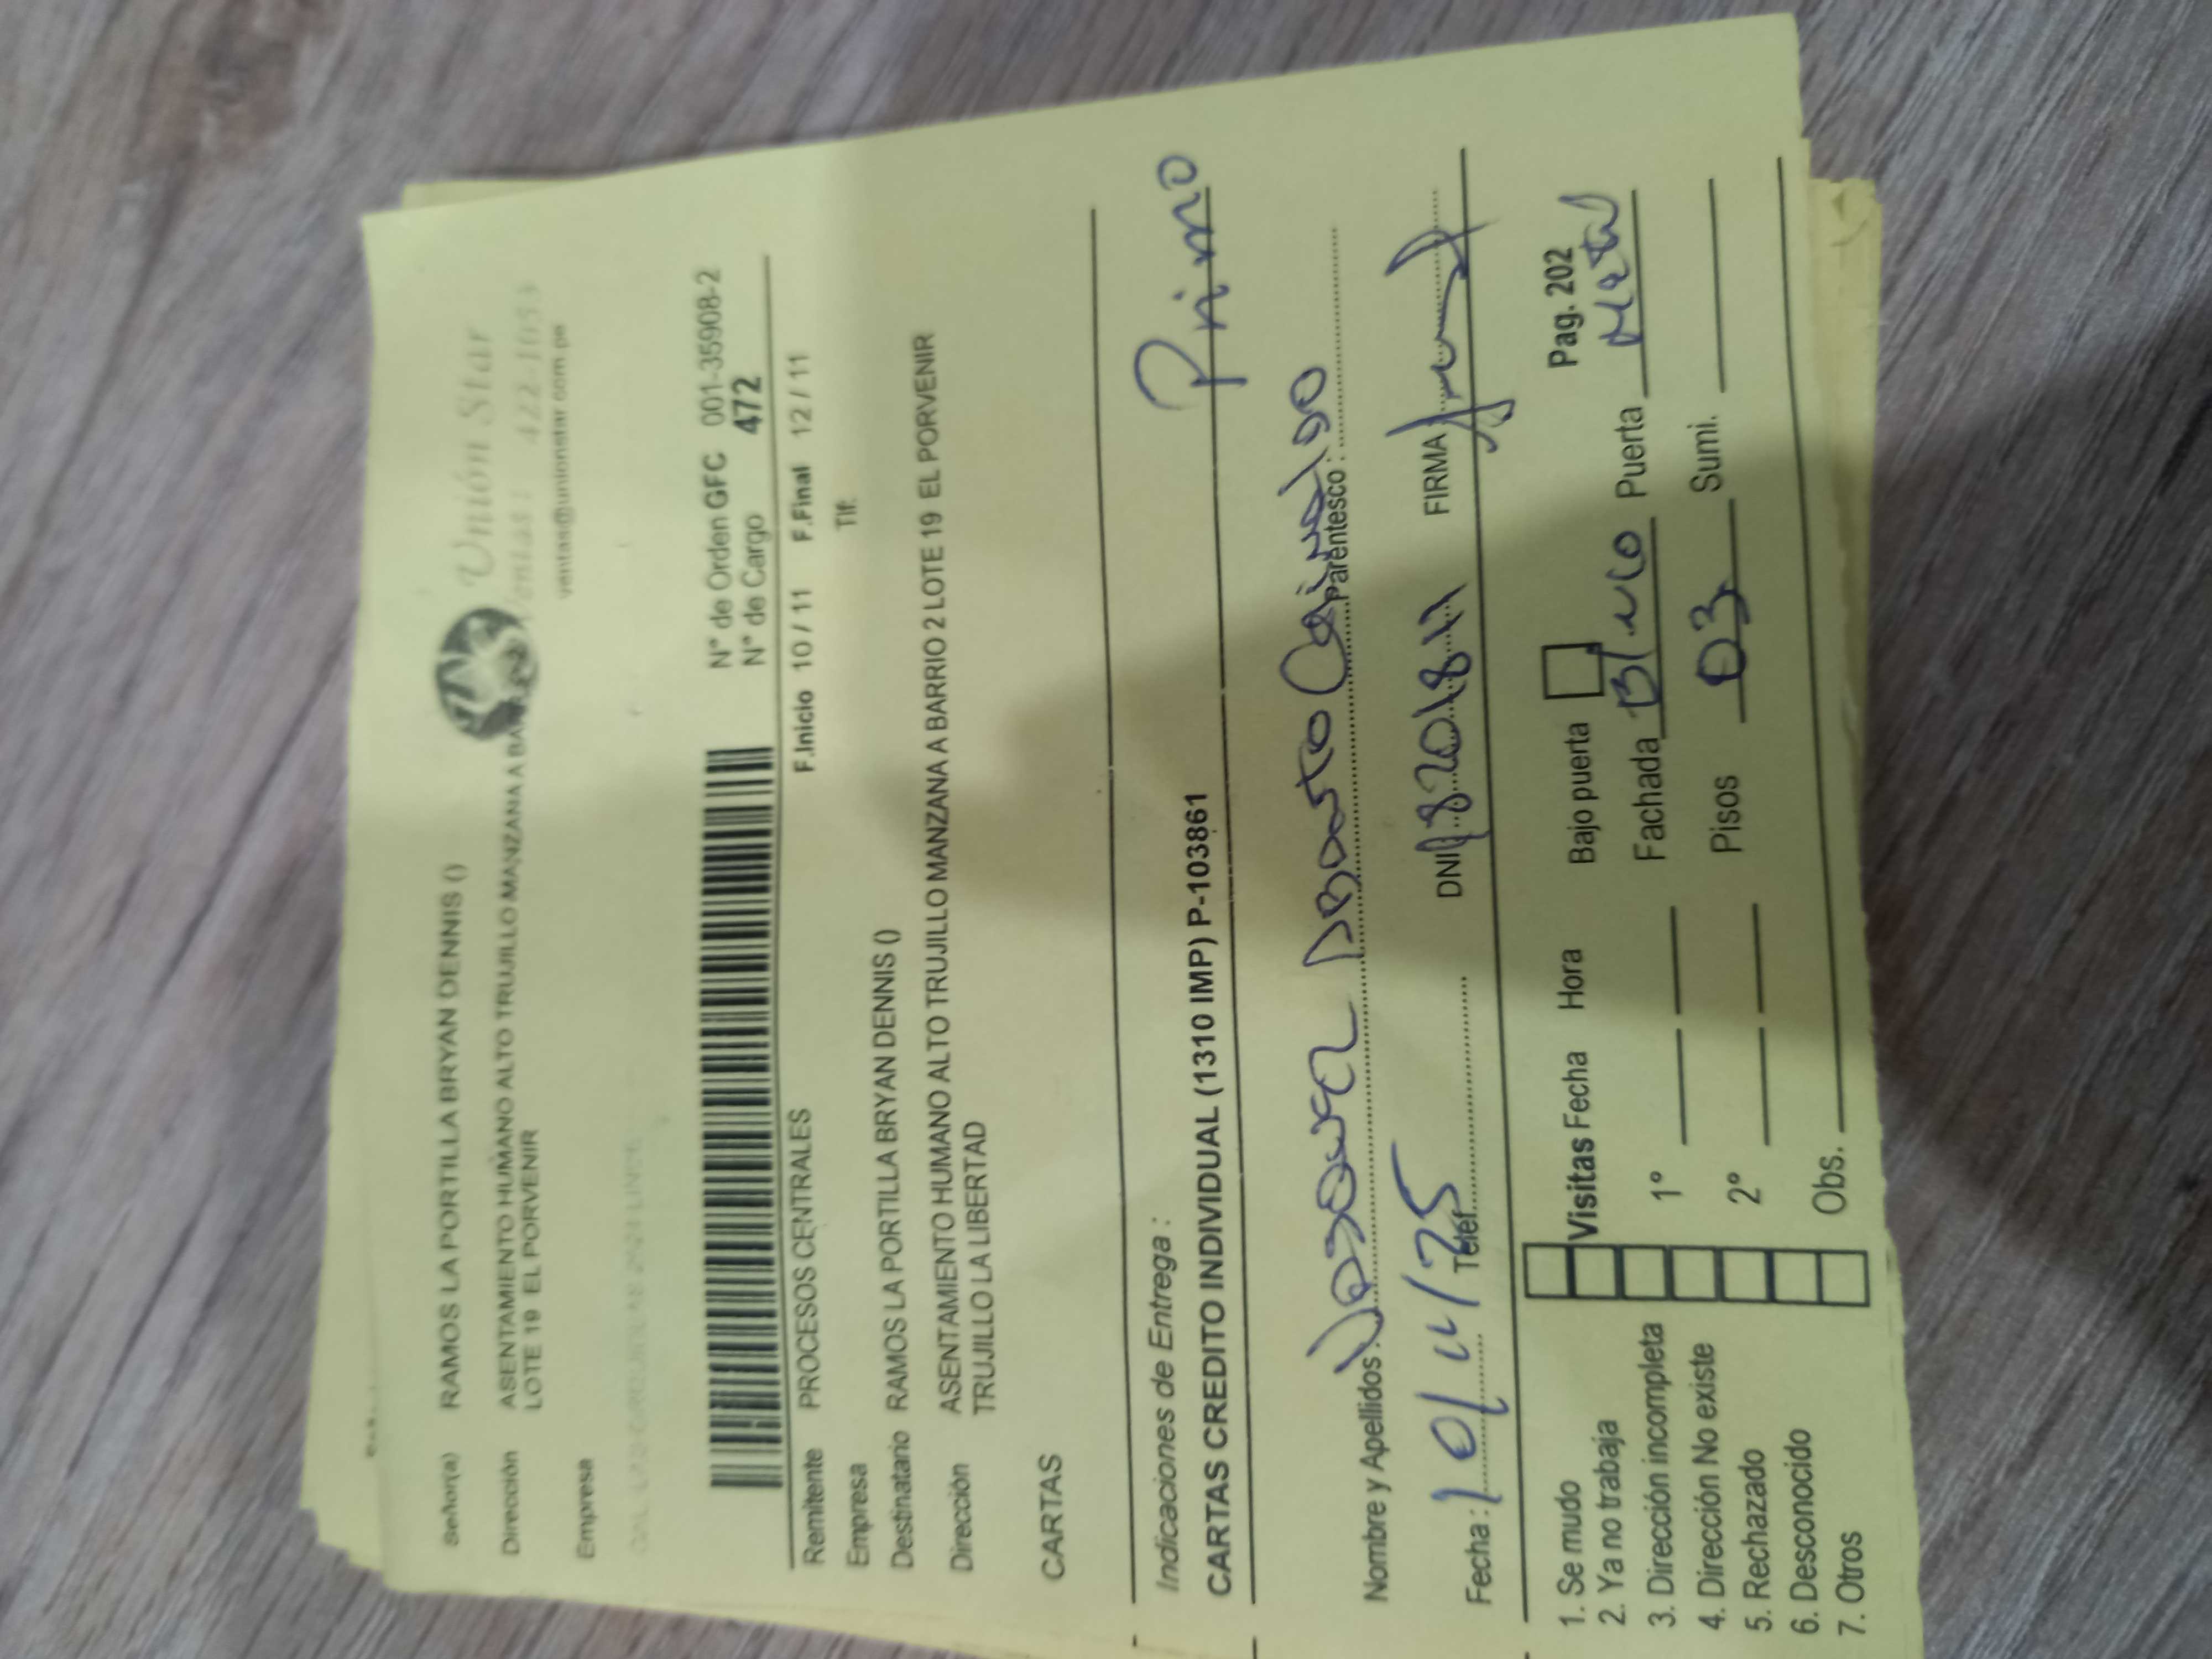 Unión Star
Ventas: 422-1053
ventas@unionstar.com.pe
Señor(a) RAMOS LA PORTILLA BRYAN DENNIS ()
Dirección ASENTAMIENTO HUMANO ALTO TRUJILLO MANZANA A
LOTE 19 EL PORVENIR
Empresa
N° de Orden GFC 001-35908-2
N° de Cargo 472
Remitente PROCESOS CENTRALES F.Inicio 10 / 11 F.Final 12 / 11
Empresa Tlf.
Destinatario RAMOS LA PORTILLA BRYAN DENNIS ()
Dirección ASENTAMIENTO HUMANO ALTO TRUJILLO MANZANA A BARRIO 2 LOTE 19 EL PORVENIR
TRUJILLO LA LIBERTAD
CARTAS
Indicaciones de Entrega :
CARTAS CREDITO INDIVIDUAL (1310 IMP) P-103861
Primo
Nombre y Apellidos: Parentesco :
Fecha : 10/11/25 Telef. DNI FIRMA
1. Se mudo
2. Ya no trabaja
3. Dirección incompleta
4. Dirección No existe
5. Rechazado
6. Desconocido
7. Otros
Visitas Fecha Hora
1°
2°
Obs.
Bajo puerta Pag. 202
Fachada Puerta
Pisos 03 Sumi.